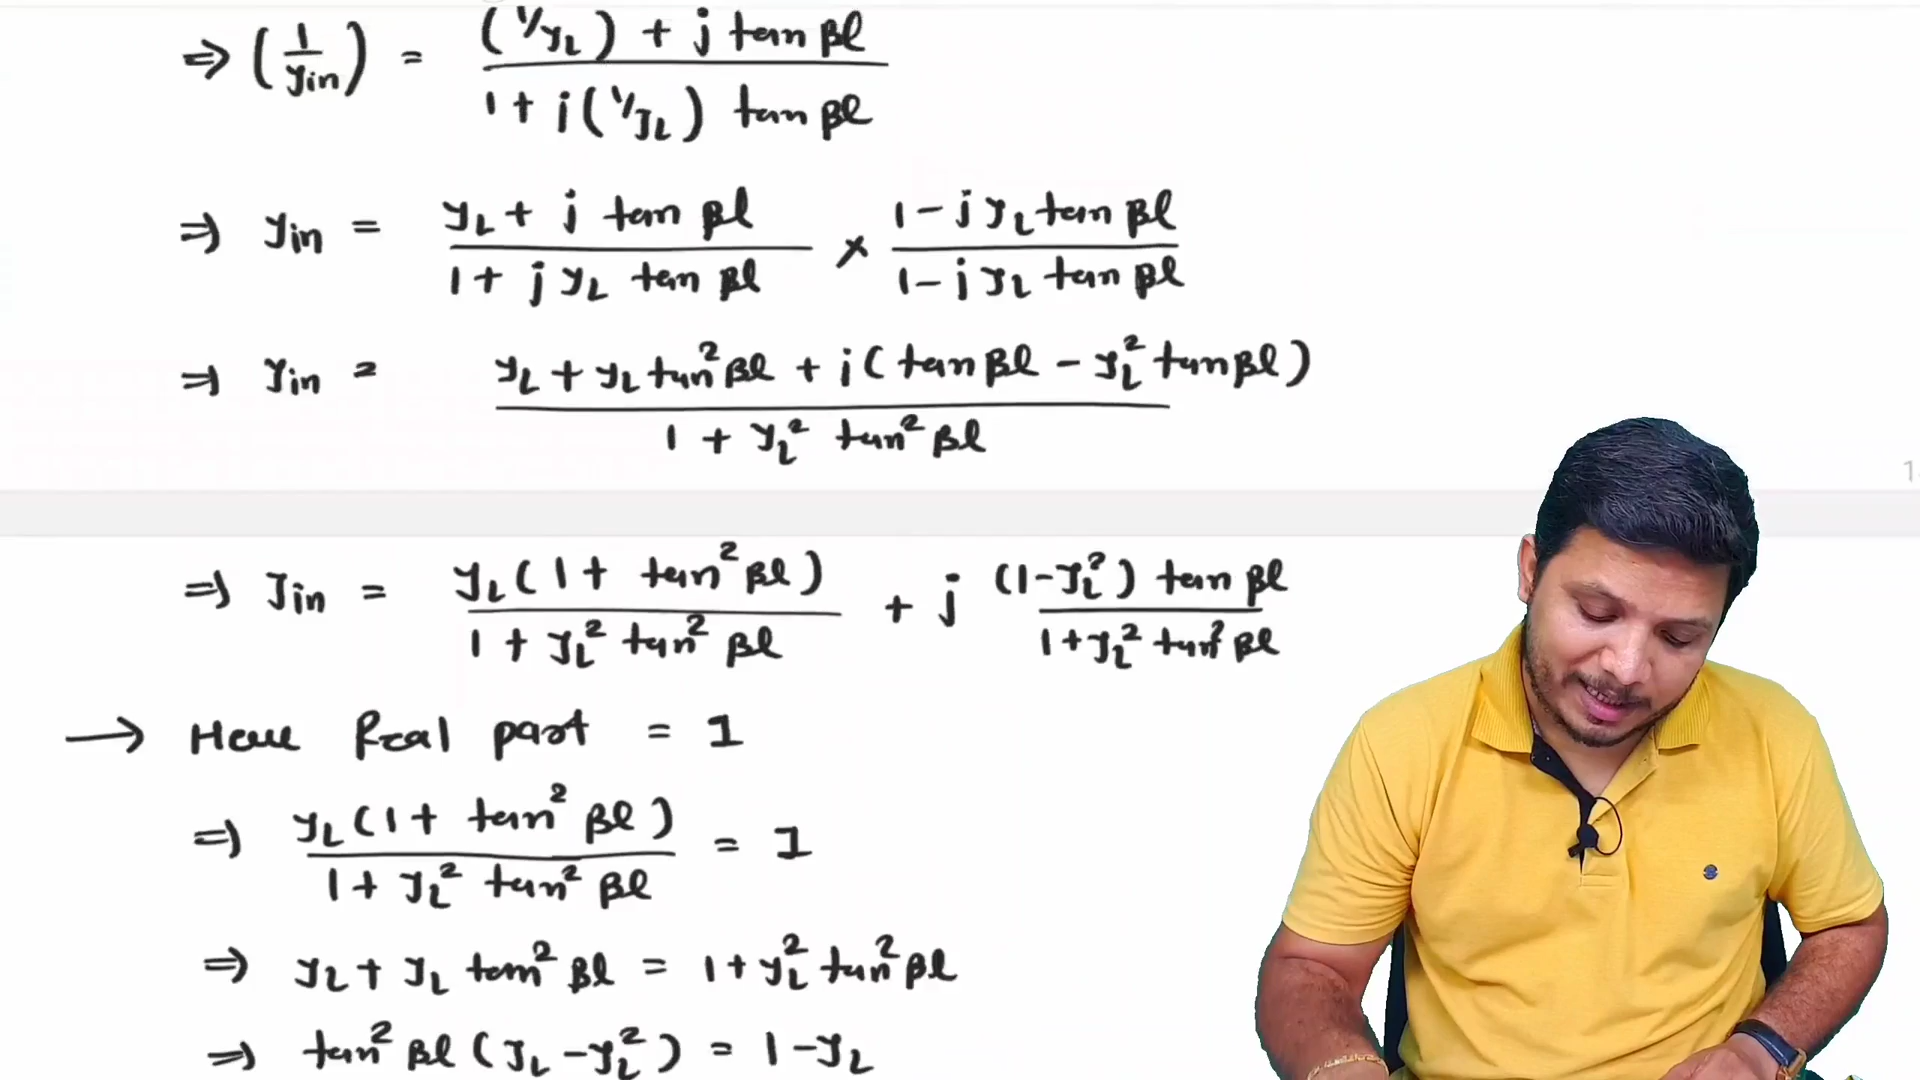 ⇒ (1/yin) = ((1/yL) + j tan βl) / (1 + j(1/yL) tan βl)
⇒ yin = (yL + j tan βl) / (1 + j yL tan βl) × (1 - j yL tan βl) / (1 - j yL tan βl)
⇒ yin = (yL + yL tan² βl + j(tan βl - yL² tan βl)) / (1 + yL² tan² βl)
1
⇒ yin = yL(1 + tan² βl) / (1 + yL² tan² βl) + j (1 - yL²) tan βl / (1 + yL² tan² βl)
→ Here Real part = 1
⇒ yL(1 + tan² βl) / (1 + yL² tan² βl) = 1
⇒ yL + yL tan² βl = 1 + yL² tan² βl
⇒ tan² βl (yL - yL²) = 1 - yL